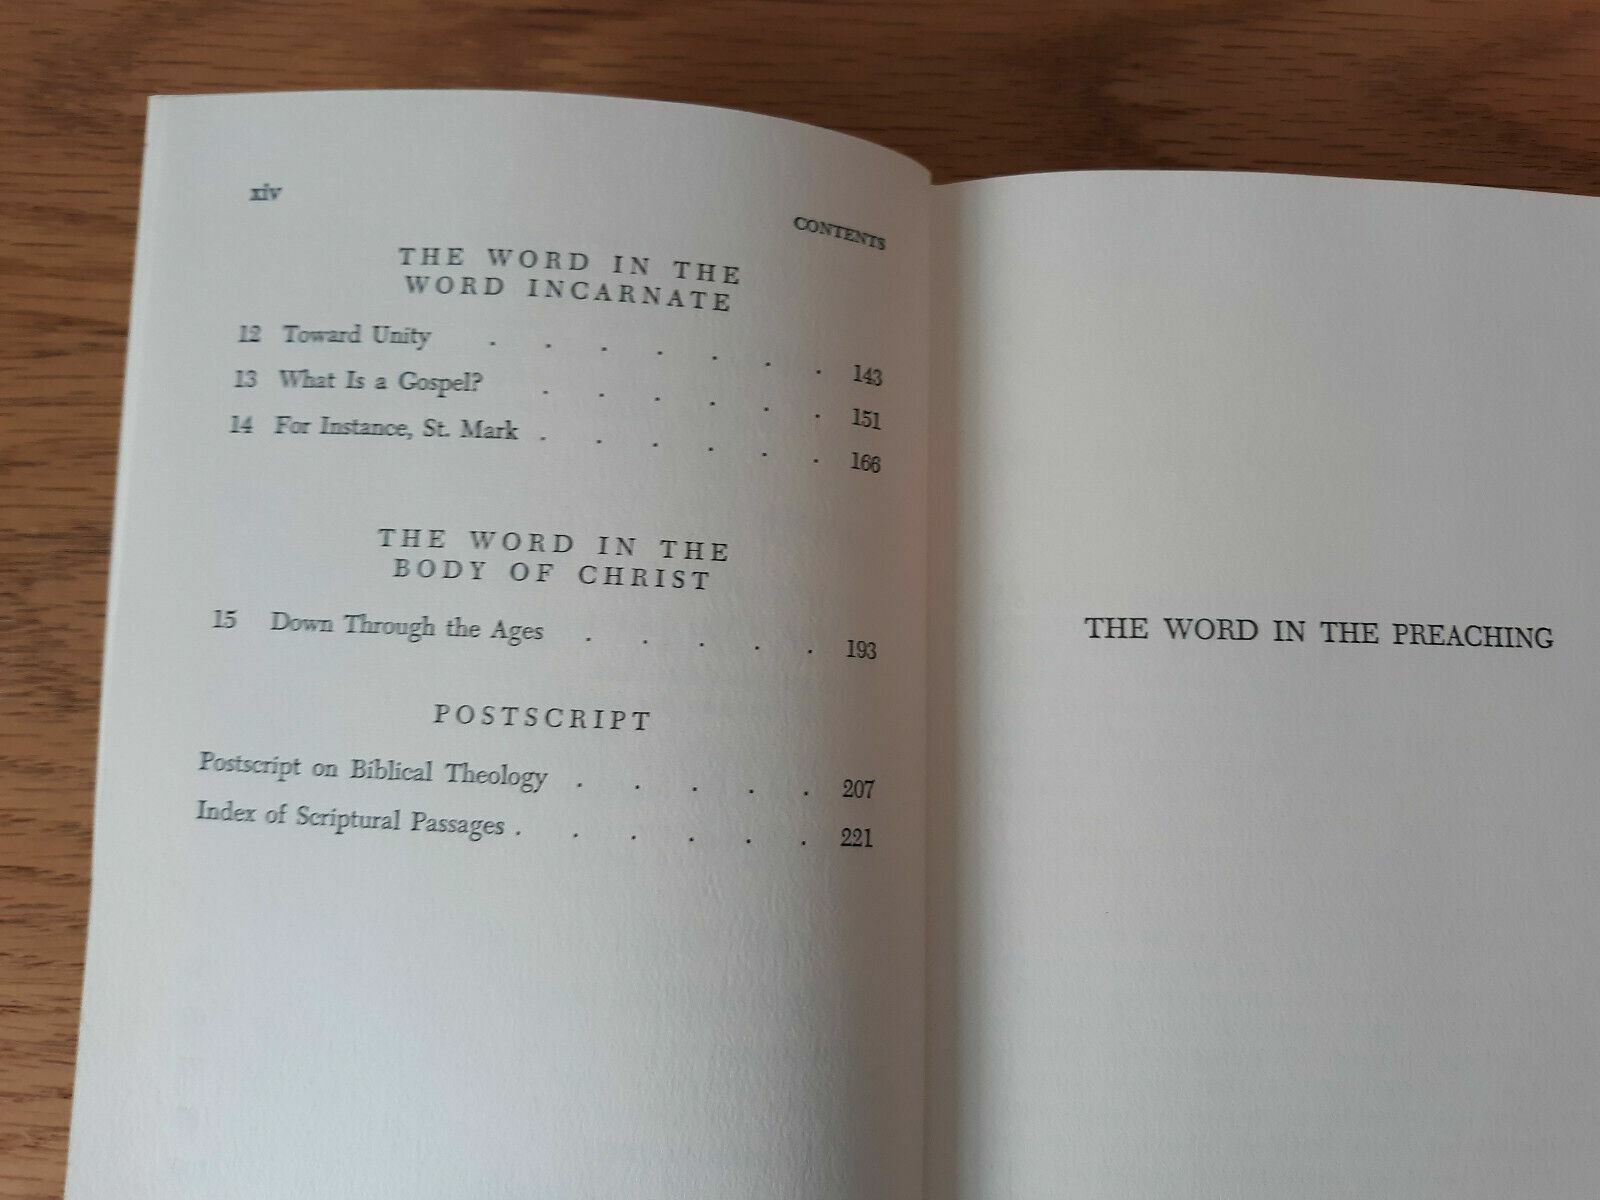 xiv
CONTENTS
THE WORD IN THE
WORD INCARNATE
12 Toward Unity . . . . . . . 143
13 What Is a Gospel? . . . . . . 151
14 For Instance, St. Mark . . . . . . 166
THE WORD IN THE
BODY OF CHRIST
15 Down Through the Ages . . . . . 193
POSTSCRIPT
Postscript on Biblical Theology . . . . . 207
Index of Scriptural Passages . . . . . . 221
THE WORD IN THE PREACHING